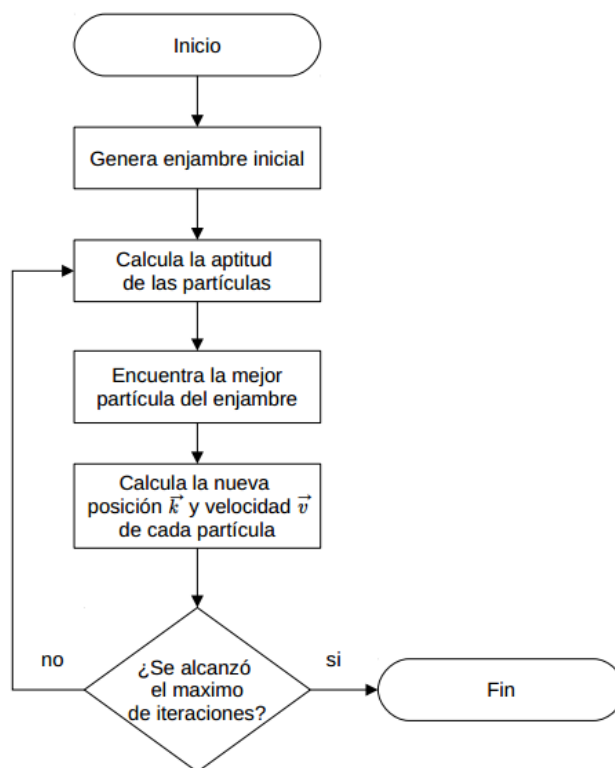 Inicio
Genera enjambre inicial
Calcula la aptitud
de las partículas
Encuentra la mejor
partícula del enjambre
Calcula la nueva
posición k⃗ y velocidad v⃗
de cada partícula
¿Se alcanzó
el maximo
de iteraciones?
no
si
Fin